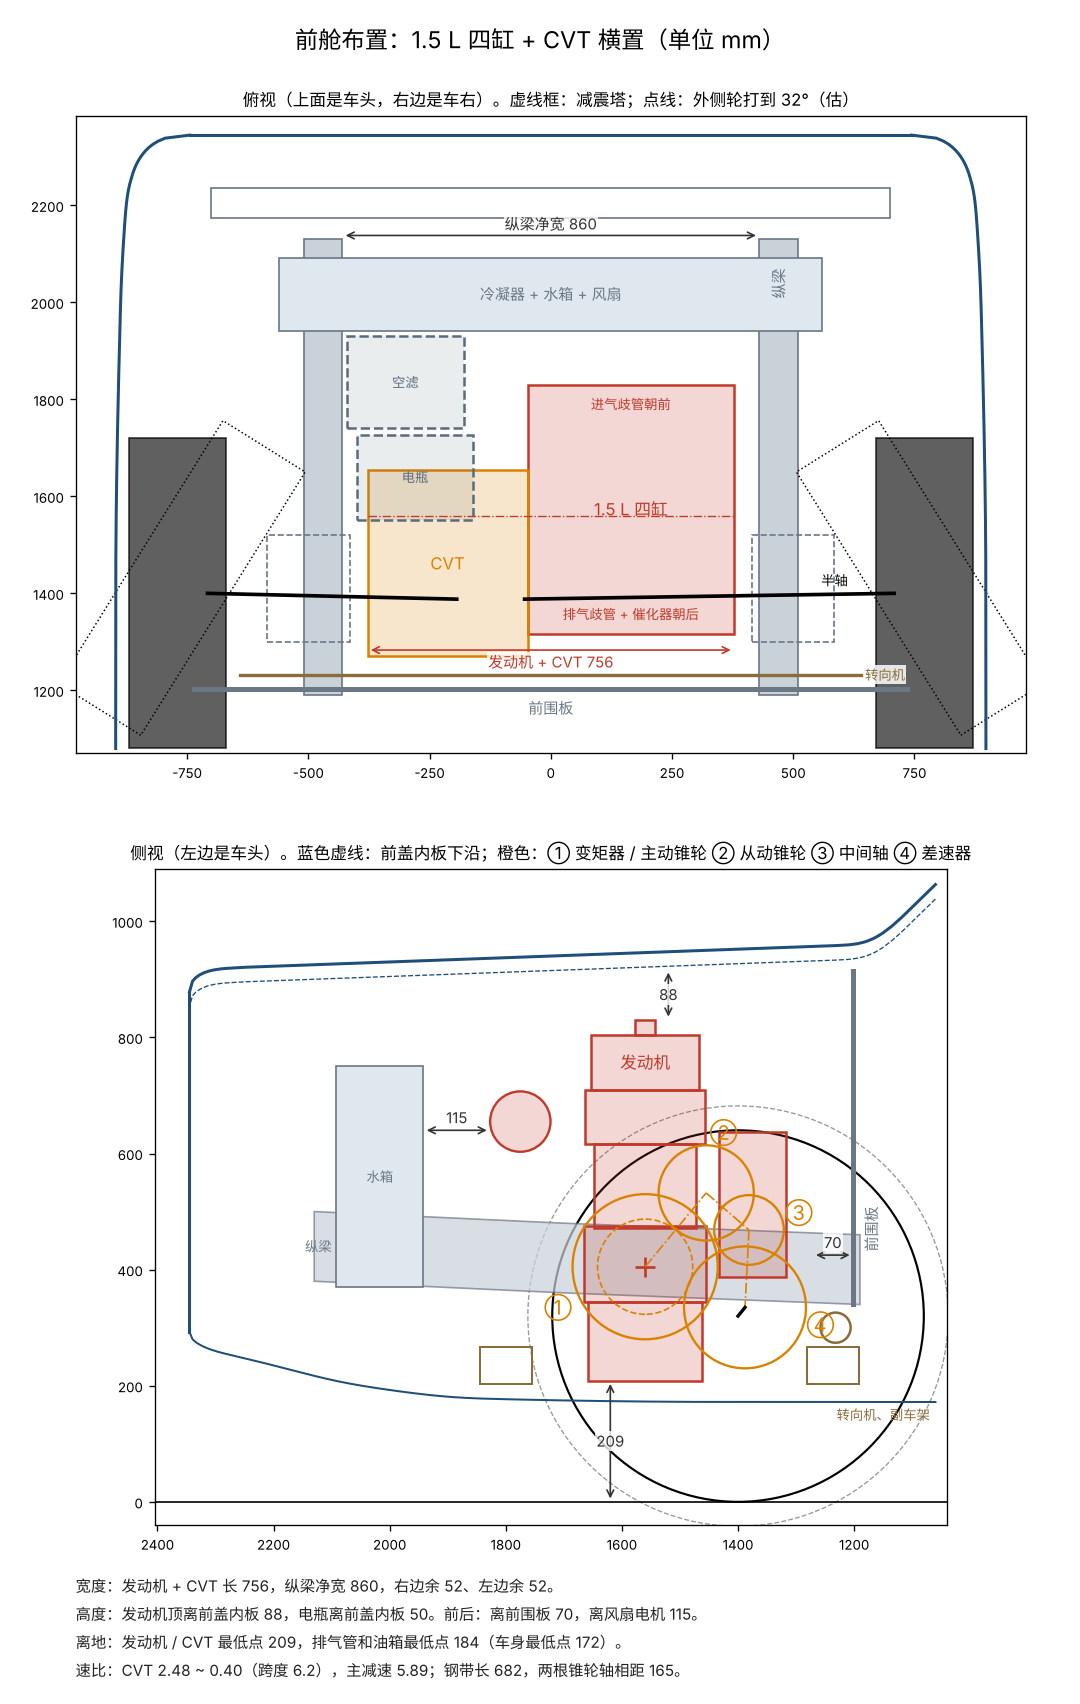 前舱布置：1.5 L 四缸 + CVT 横置（单位 mm）
俯视（上面是车头，右边是车右）。虚线框：减震塔；点线：外侧轮打到 32°（估）
2200
纵梁净宽 860
2000
冷凝器 + 水箱 + 风扇
纵梁
空滤
1800
进气歧管朝前
电瓶
1600
1.5 L 四缸
CVT
半轴
1400
排气歧管 + 催化器朝后
发动机 + CVT 756
转向机
1200
前围板
-750
-500
-250
0
250
500
750
侧视（左边是车头）。蓝色虚线：前盖内板下沿；橙色：① 变矩器 / 主动锥轮 ② 从动锥轮 ③ 中间轴 ④ 差速器
1000
88
800
发动机
115
②
600
水箱
③
纵梁
前围板
70
400
①
④
200
转向机、副车架
209
0
2400
2200
2000
1800
1600
1400
1200
宽度：发动机 + CVT 长 756，纵梁净宽 860，右边余 52、左边余 52。
高度：发动机顶离前盖内板 88，电瓶离前盖内板 50。前后：离前围板 70，离风扇电机 115。
离地：发动机 / CVT 最低点 209，排气管和油箱最低点 184（车身最低点 172）。
速比：CVT 2.48 ~ 0.40（跨度 6.2），主减速 5.89；钢带长 682，两根锥轮轴相距 165。